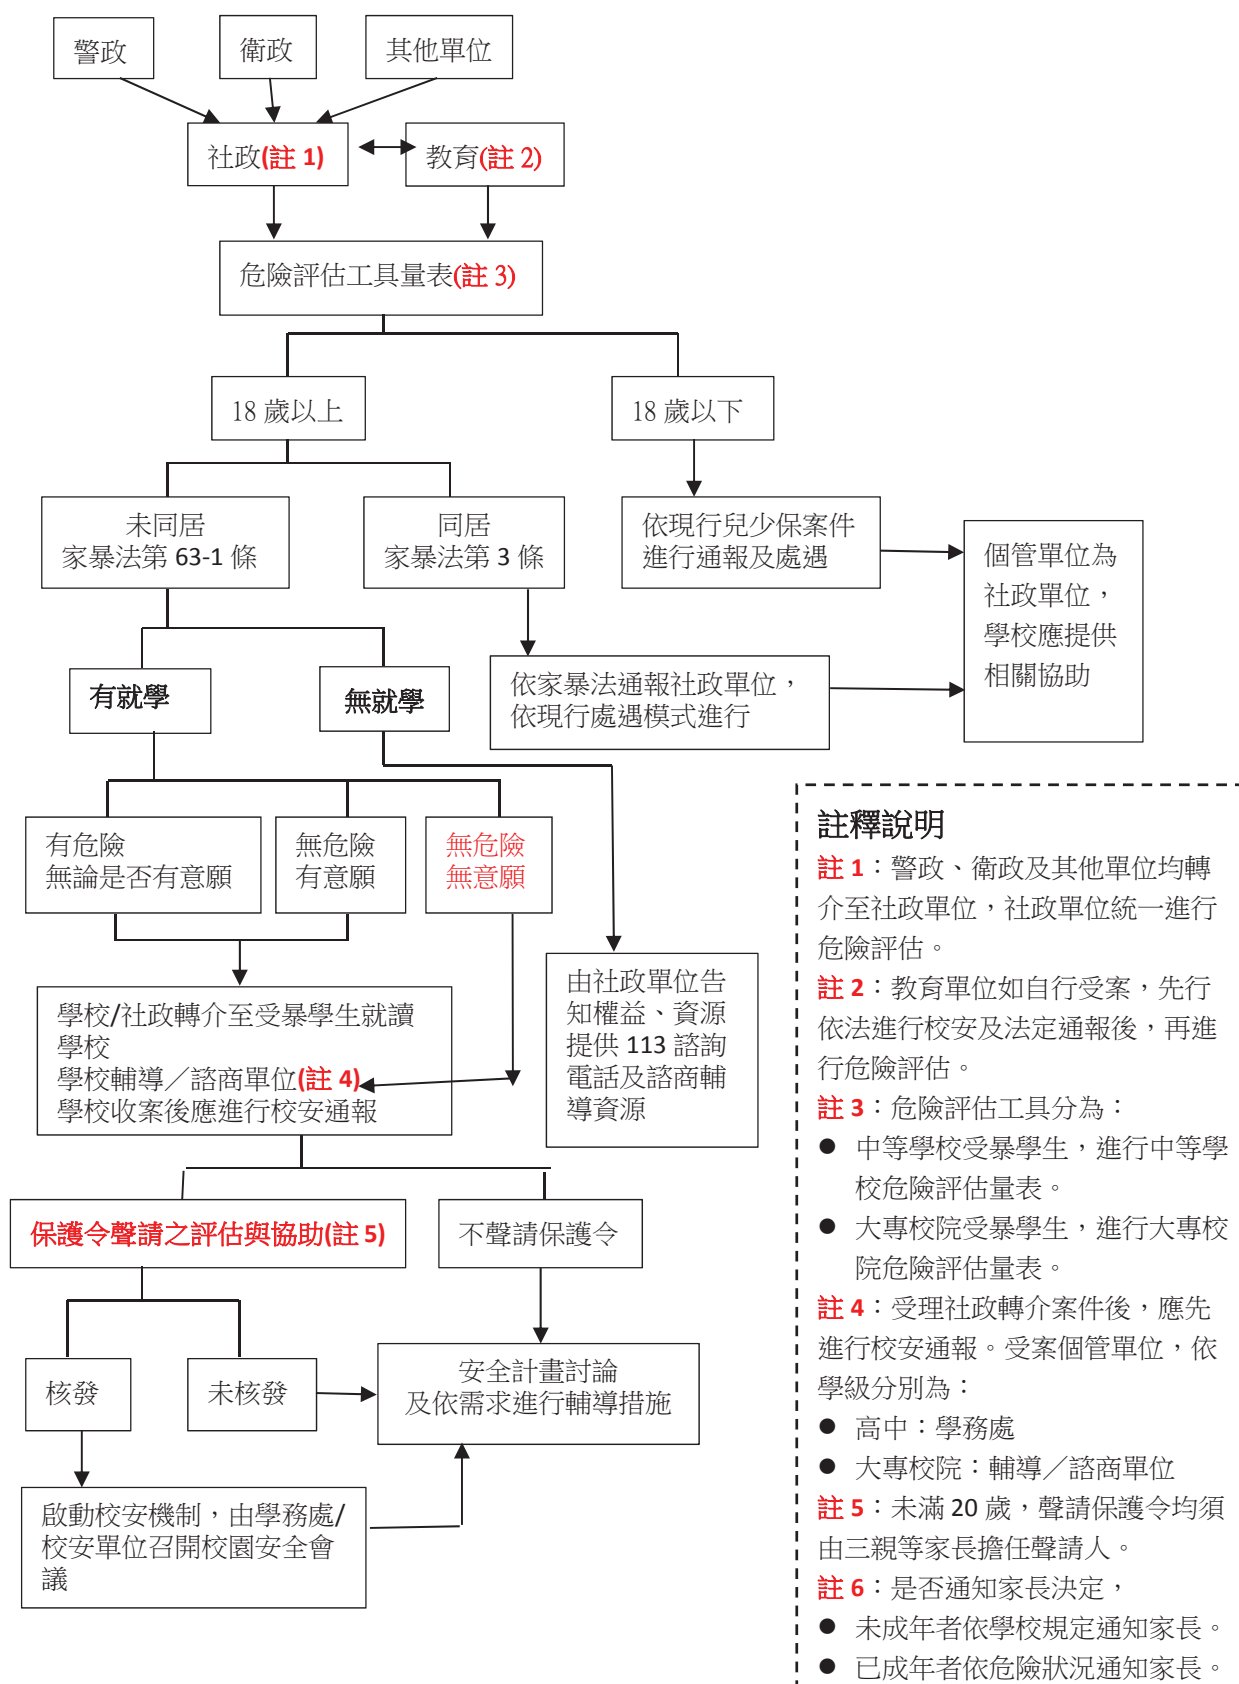 警政
衛政
其他單位
社政(註 1)
教育(註 2)
危險評估工具量表(註 3)
18 歲以上
18 歲以下
未同居
家暴法第 63-1 條
同居
家暴法第 3 條
依現行兒少保案件
進行通報及處遇
個管單位為
社政單位，
學校應提供
相關協助
有就學
無就學
依家暴法通報社政單位，
依現行處遇模式進行
有危險
無論是否有意願
無危險
有意願
無危險
無意願
由社政單位告
知權益、資源
提供 113 諮詢
電話及諮商輔
導資源
學校/社政轉介至受暴學生就讀
學校
學校輔導／諮商單位(註 4)
學校收案後應進行校安通報
保護令聲請之評估與協助(註 5)
不聲請保護令
核發
未核發
安全計畫討論
及依需求進行輔導措施
啟動校安機制，由學務處/
校安單位召開校園安全會
議
註釋說明
註 1：警政、衛政及其他單位均轉
介至社政單位，社政單位統一進行
危險評估。
註 2：教育單位如自行受案，先行
依法進行校安及法定通報後，再進
行危險評估。
註 3：危險評估工具分為：
● 中等學校受暴學生，進行中等學
校危險評估量表。
● 大專校院受暴學生，進行大專校
院危險評估量表。
註 4：受理社政轉介案件後，應先
進行校安通報。受案個管單位，依
學級分別為：
● 高中：學務處
● 大專校院：輔導／諮商單位
註 5：未滿 20 歲，聲請保護令均須
由三親等家長擔任聲請人。
註 6：是否通知家長決定，
● 未成年者依學校規定通知家長。
● 已成年者依危險狀況通知家長。